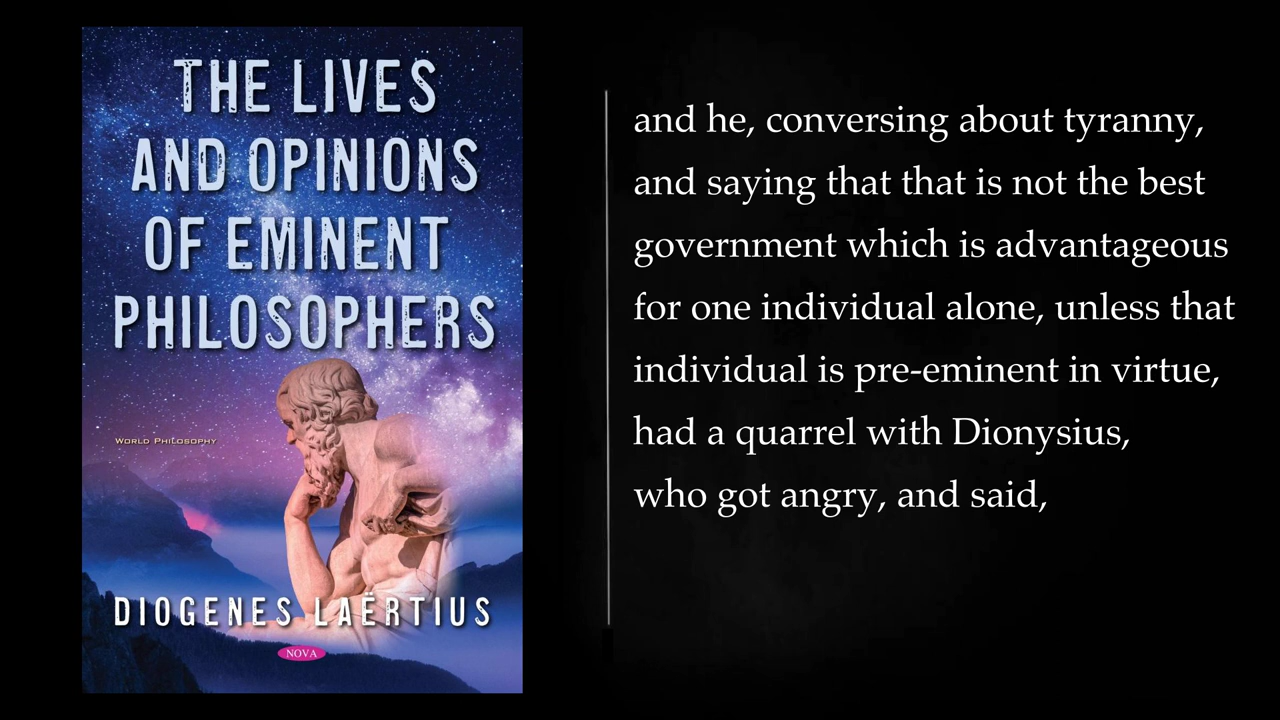 THE LIVES
AND OPINIONS
OF EMINENT
PHILOSOPHERS
WORLD PHILOSOPHY
DIOGENES LAËRTIUS
NOVA
and he, conversing about tyranny,
and saying that that is not the best
government which is advantageous
for one individual alone, unless that
individual is pre-eminent in virtue,
had a quarrel with Dionysius,
who got angry, and said,